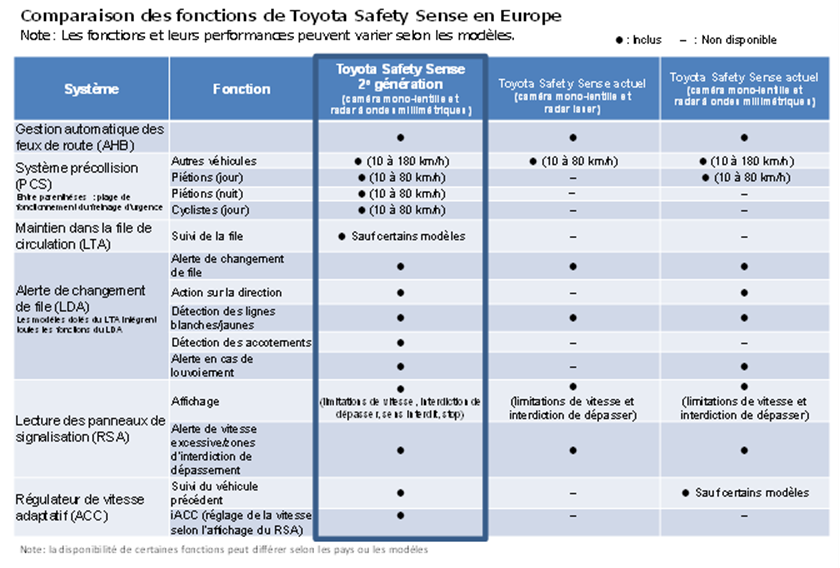 Comparaison des fonctions de Toyota Safety Sense en Europe
Note : Les fonctions et leurs performances peuvent varier selon les modèles.
● : Inclus – : Non disponible
Système
Fonction
Toyota Safety Sense
2e génération
(caméra mono-lentille et
radar à ondes millimétriques)
Toyota Safety Sense actuel
(caméra mono-lentille et
radar laser)
Toyota Safety Sense actuel
(caméra mono-lentille et
radar à ondes millimétriques)
Gestion automatique des
feux de route (AHB)
● ● ●
Système précollision
(PCS)
Entre parenthèses : plage de
fonctionnement du freinage d'urgence
Autres véhicules ● (10 à 180 km/h) ● (10 à 80 km/h) ● (10 à 180 km/h)
Piétions (jour) ● (10 à 80 km/h) – ● (10 à 80 km/h)
Piétions (nuit) ● (10 à 80 km/h) – –
Cyclistes (jour) ● (10 à 80 km/h) – –
Maintien dans la file de
circulation (LTA)
Suivi de la file ● Sauf certains modèles – –
Alerte de changement
de file (LDA)
Les modèles dotés du LTA intègrent
toutes les fonctions du LDA
Alerte de changement
de file
● ● ●
Action sur la direction ● – ●
Détection des lignes
blanches/jaunes
● ● ●
Détection des accotements ● – –
Alerte en cas de
louvoiement
● – ●
Lecture des panneaux de
signalisation (RSA)
Affichage
●
(limitations de vitesse, interdiction de
dépasser, sens interdit, stop)
●
(limitations de vitesse et
interdiction de dépasser)
●
(limitations de vitesse et
interdiction de dépasser)
Alerte de vitesse
excessive/zones
d'interdiction de
dépassement
● ● ●
Régulateur de vitesse
adaptatif (ACC)
Suivi du véhicule
précédent
● – ● Sauf certains modèles
iACC (réglage de la vitesse
selon l'affichage du RSA)
● – –
Note : la disponibilité de certaines fonctions peut différer selon les pays ou les modèles